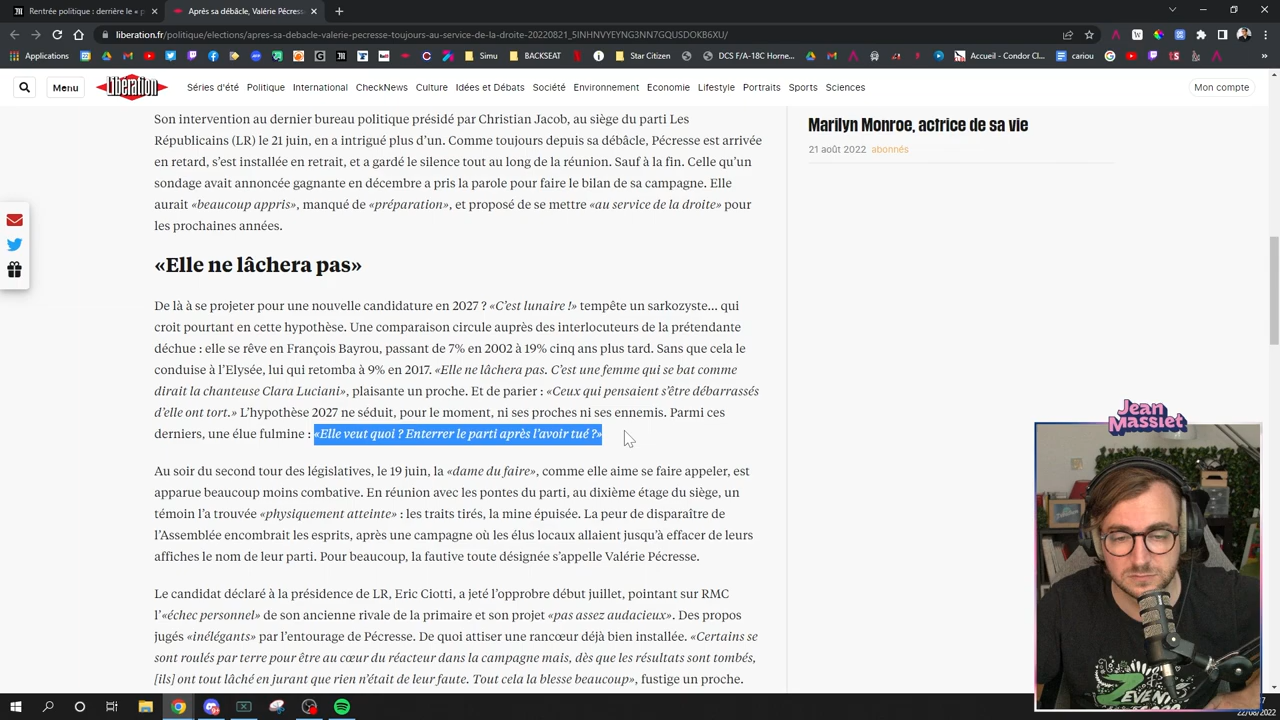 Rentrée politique : derrière le « p
Après sa débâcle, Valérie Pécress
liberation.fr/politique/elections/apres-sa-debacle-valerie-pecresse-toujours-au-service-de-la-droite-20220821_5INHNVYEYNG3NN7GQUSDOKB6XU/
Applications
Simu
BACKSEAT
Star Citizen
DCS F/A-18C Horne...
Accueil - Condor Cl...
cariou
Menu
Libération
Séries d'été
Politique
International
CheckNews
Culture
Idées et Débats
Société
Environnement
Economie
Lifestyle
Portraits
Sports
Sciences
Mon compte
Son intervention au dernier bureau politique présidé par Christian Jacob, au siège du parti Les
Républicains (LR) le 21 juin, en a intrigué plus d’un. Comme toujours depuis sa débâcle, Pécresse est arrivée
en retard, s’est installée en retrait, et a gardé le silence tout au long de la réunion. Sauf à la fin. Celle qu’un
sondage avait annoncée gagnante en décembre a pris la parole pour faire le bilan de sa campagne. Elle
aurait «beaucoup appris», manqué de «préparation», et proposé de se mettre «au service de la droite» pour
les prochaines années.
«Elle ne lâchera pas»
De là à se projeter pour une nouvelle candidature en 2027 ? «C’est lunaire !» tempête un sarkozyste… qui
croit pourtant en cette hypothèse. Une comparaison circule auprès des interlocuteurs de la prétendante
déchue : elle se rêve en François Bayrou, passant de 7% en 2002 à 19% cinq ans plus tard. Sans que cela le
conduise à l’Elysée, lui qui retomba à 9% en 2017. «Elle ne lâchera pas. C’est une femme qui se bat comme
dirait la chanteuse Clara Luciani», plaisante un proche. Et de parier : «Ceux qui pensaient s’être débarrassés
d’elle ont tort.» L’hypothèse 2027 ne séduit, pour le moment, ni ses proches ni ses ennemis. Parmi ces
derniers, une élue fulmine : «Elle veut quoi ? Enterrer le parti après l’avoir tué ?»
Au soir du second tour des législatives, le 19 juin, la «dame du faire», comme elle aime se faire appeler, est
apparue beaucoup moins combative. En réunion avec les pontes du parti, au dixième étage du siège, un
témoin l’a trouvée «physiquement atteinte» : les traits tirés, la mine épuisée. La peur de disparaître de
l’Assemblée encombrait les esprits, après une campagne où les élus locaux allaient jusqu’à effacer de leurs
affiches le nom de leur parti. Pour beaucoup, la fautive toute désignée s’appelle Valérie Pécresse.
Le candidat déclaré à la présidence de LR, Eric Ciotti, a jeté l’opprobre début juillet, pointant sur RMC
l’«échec personnel» de son ancienne rivale de la primaire et son projet «pas assez audacieux». Des propos
jugés «inélégants» par l’entourage de Pécresse. De quoi attiser une rancœur déjà bien installée. «Certains se
sont roulés par terre pour être au cœur du réacteur dans la campagne mais, dès que les résultats sont tombés,
[ils] ont tout lâché en jurant que rien n’était de leur faute. Tout cela la blesse beaucoup», fustige un proche.
Marilyn Monroe, actrice de sa vie
21 août 2022 abonnés
Jean
Massiet
ZEVENT
22/08/2022